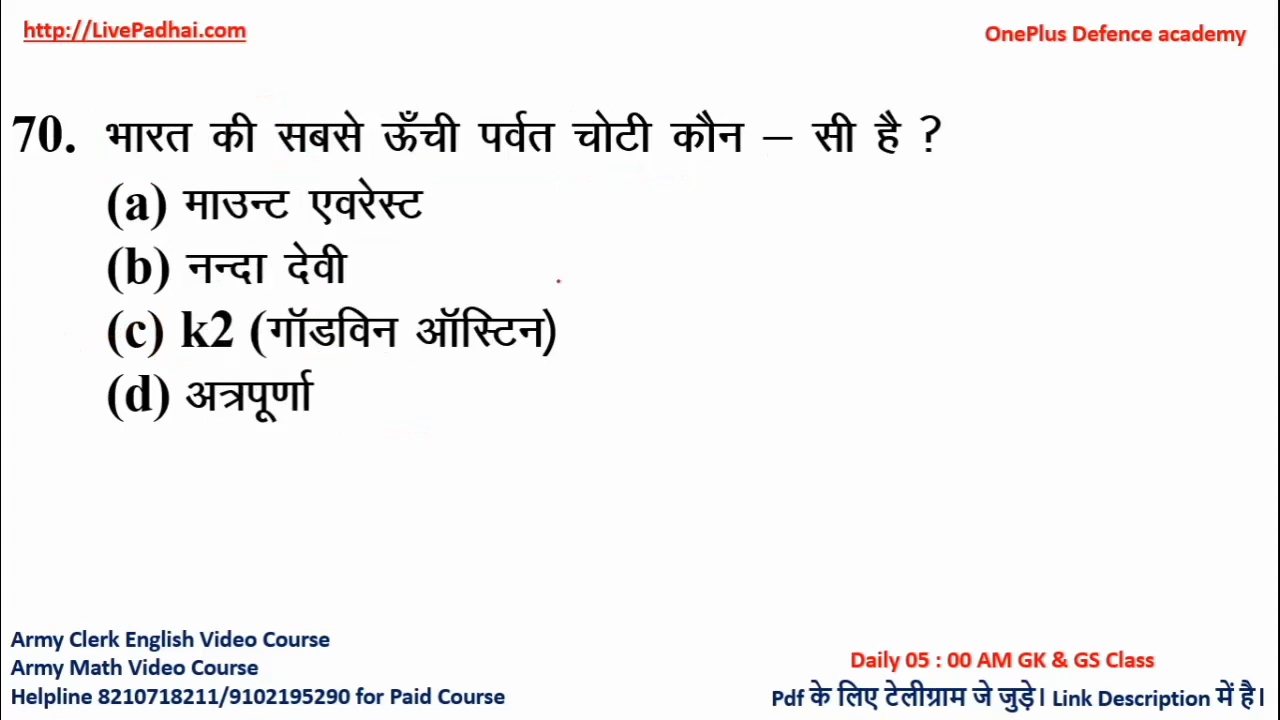 http://LivePadhai.com
OnePlus Defence academy
70. भारत की सबसे ऊँची पर्वत चोटी कौन – सी है ?
(a) माउन्ट एवरेस्ट
(b) नन्दा देवी
(c) k2 (गॉडविन ऑस्टिन)
(d) अत्रपूर्णा
Army Clerk English Video Course
Army Math Video Course
Helpline 8210718211/9102195290 for Paid Course
Daily 05 : 00 AM GK & GS Class
Pdf के लिए टेलीग्राम जे जुड़े। Link Description में है।